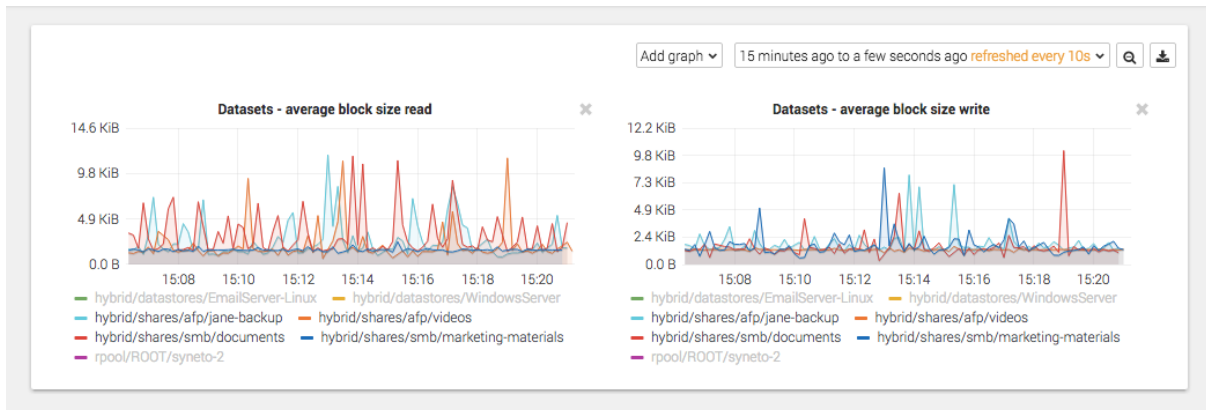 Add graph 15 minutes ago to a few seconds ago refreshed every 10s
Datasets - average block size read
14.6 KiB
9.8 KiB
4.9 KiB
0.0 B
15:08 15:10 15:12 15:14 15:16 15:18 15:20
hybrid/datastores/EmailServer-Linux hybrid/datastores/WindowsServer
hybrid/shares/afp/jane-backup hybrid/shares/afp/videos
hybrid/shares/smb/documents hybrid/shares/smb/marketing-materials
rpool/ROOT/syneto-2
Datasets - average block size write
12.2 KiB
9.8 KiB
7.3 KiB
4.9 KiB
2.4 KiB
0.0 B
15:08 15:10 15:12 15:14 15:16 15:18 15:20
hybrid/datastores/EmailServer-Linux hybrid/datastores/WindowsServer
hybrid/shares/afp/jane-backup hybrid/shares/afp/videos
hybrid/shares/smb/documents hybrid/shares/smb/marketing-materials
rpool/ROOT/syneto-2